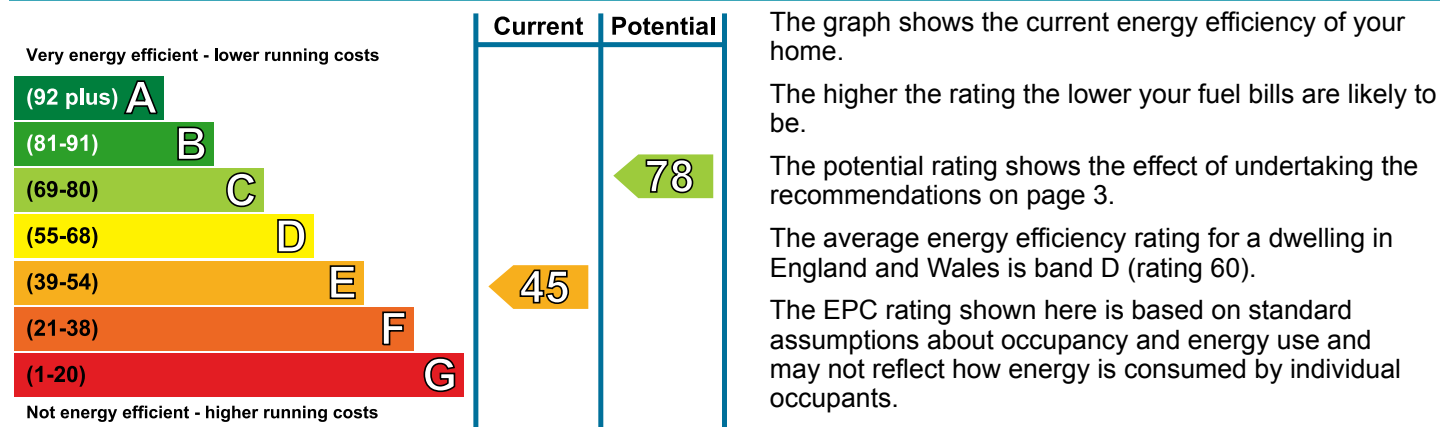 Current Potential
Very energy efficient - lower running costs
(92 plus) A
(81-91) B
(69-80) C
78
(55-68) D
(39-54) E
45
(21-38) F
(1-20) G
Not energy efficient - higher running costs
The graph shows the current energy efficiency of your
home.
The higher the rating the lower your fuel bills are likely to
be.
The potential rating shows the effect of undertaking the
recommendations on page 3.
The average energy efficiency rating for a dwelling in
England and Wales is band D (rating 60).
The EPC rating shown here is based on standard
assumptions about occupancy and energy use and
may not reflect how energy is consumed by individual
occupants.